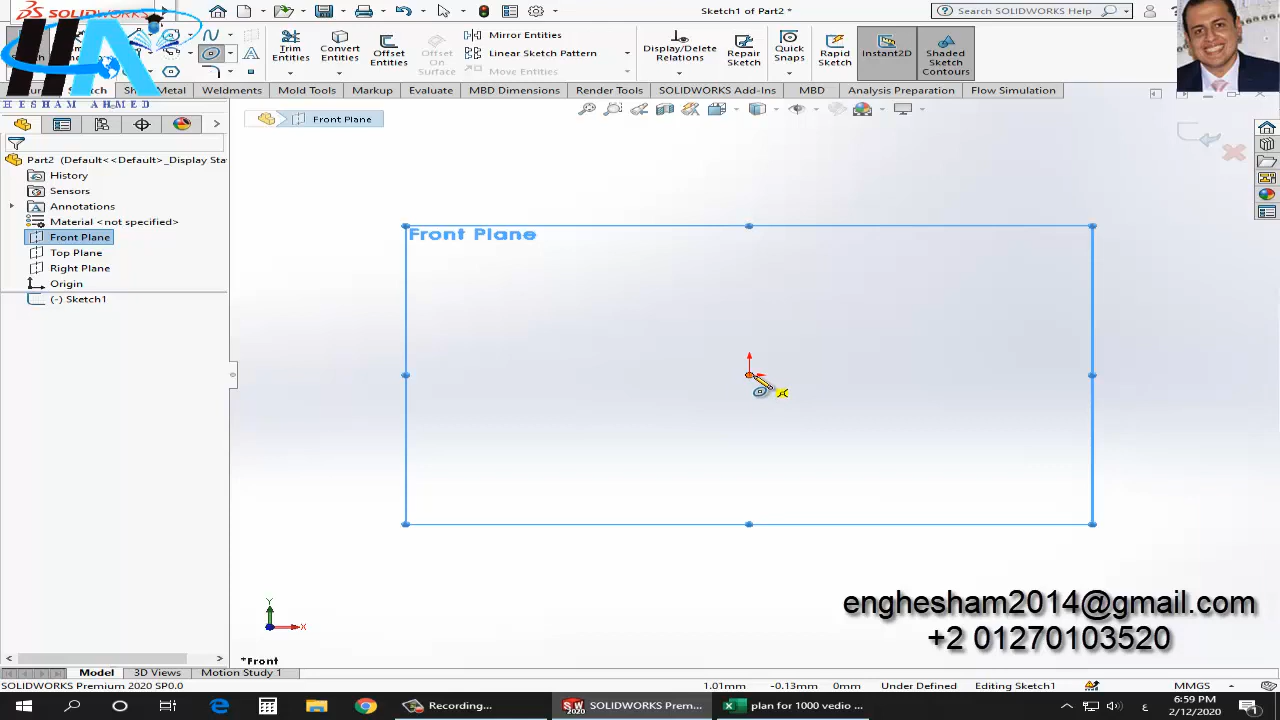 SOLIDWORKS
Sketch1 of Part2 *
Search SOLIDWORKS Help
HESHAM AHMED
Trim Entities
Convert Entities
Offset Entities
Offset On Surface
Mirror Entities
Linear Sketch Pattern
Move Entities
Display/Delete Relations
Repair Sketch
Quick Snaps
Rapid Sketch
Instant2D
Shaded Sketch Contours
Weldments
Mold Tools
Markup
Evaluate
MBD Dimensions
Render Tools
SOLIDWORKS Add-Ins
MBD
Analysis Preparation
Flow Simulation
Front Plane
Part2 (Default<<Default>_Display Sta
History
Sensors
Annotations
Material <not specified>
Front Plane
Top Plane
Right Plane
Origin
(-) Sketch1
Front Plane
Y
X
*Front
enghesham2014@gmail.com
+2 01270103520
Model
3D Views
Motion Study 1
SOLIDWORKS Premium 2020 SP0.0
1.01mm
-0.13mm
0mm
Under Defined
Editing Sketch1
MMGS
Recording...
SOLIDWORKS Prem...
plan for 1000 vedio ...
ع
6:59 PM
2/12/2020